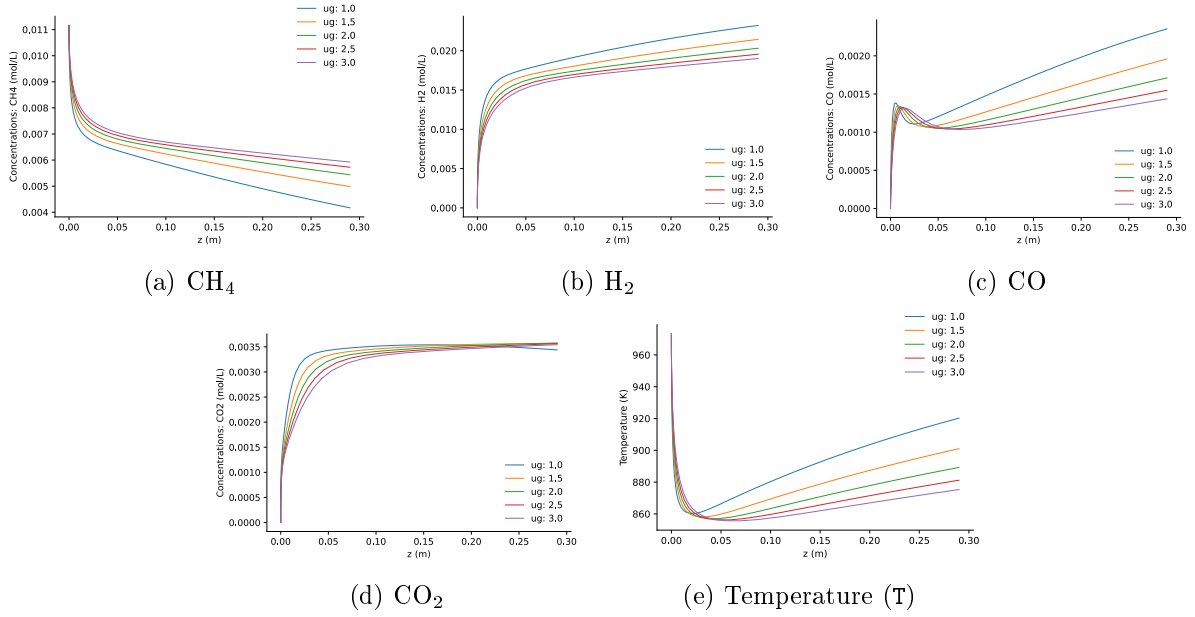 Concentrations: CH4 (mol/L)
0.011
0.010
0.009
0.008
0.007
0.006
0.005
0.004
0.00 0.05 0.10 0.15 0.20 0.25 0.30
z (m)
ug: 1.0
ug: 1.5
ug: 2.0
ug: 2.5
ug: 3.0
(a) CH₄
Concentrations: H2 (mol/L)
0.020
0.015
0.010
0.005
0.000
0.00 0.05 0.10 0.15 0.20 0.25 0.30
z (m)
ug: 1.0
ug: 1.5
ug: 2.0
ug: 2.5
ug: 3.0
(b) H₂
Concentrations: CO (mol/L)
0.0020
0.0015
0.0010
0.0005
0.0000
0.00 0.05 0.10 0.15 0.20 0.25 0.30
z (m)
ug: 1.0
ug: 1.5
ug: 2.0
ug: 2.5
ug: 3.0
(c) CO
Concentrations: CO2 (mol/L)
0.0035
0.0030
0.0025
0.0020
0.0015
0.0010
0.0005
0.0000
0.00 0.05 0.10 0.15 0.20 0.25 0.30
z (m)
ug: 1.0
ug: 1.5
ug: 2.0
ug: 2.5
ug: 3.0
(d) CO₂
Temperature (K)
960
940
920
900
880
860
0.00 0.05 0.10 0.15 0.20 0.25 0.30
z (m)
ug: 1.0
ug: 1.5
ug: 2.0
ug: 2.5
ug: 3.0
(e) Temperature (T)